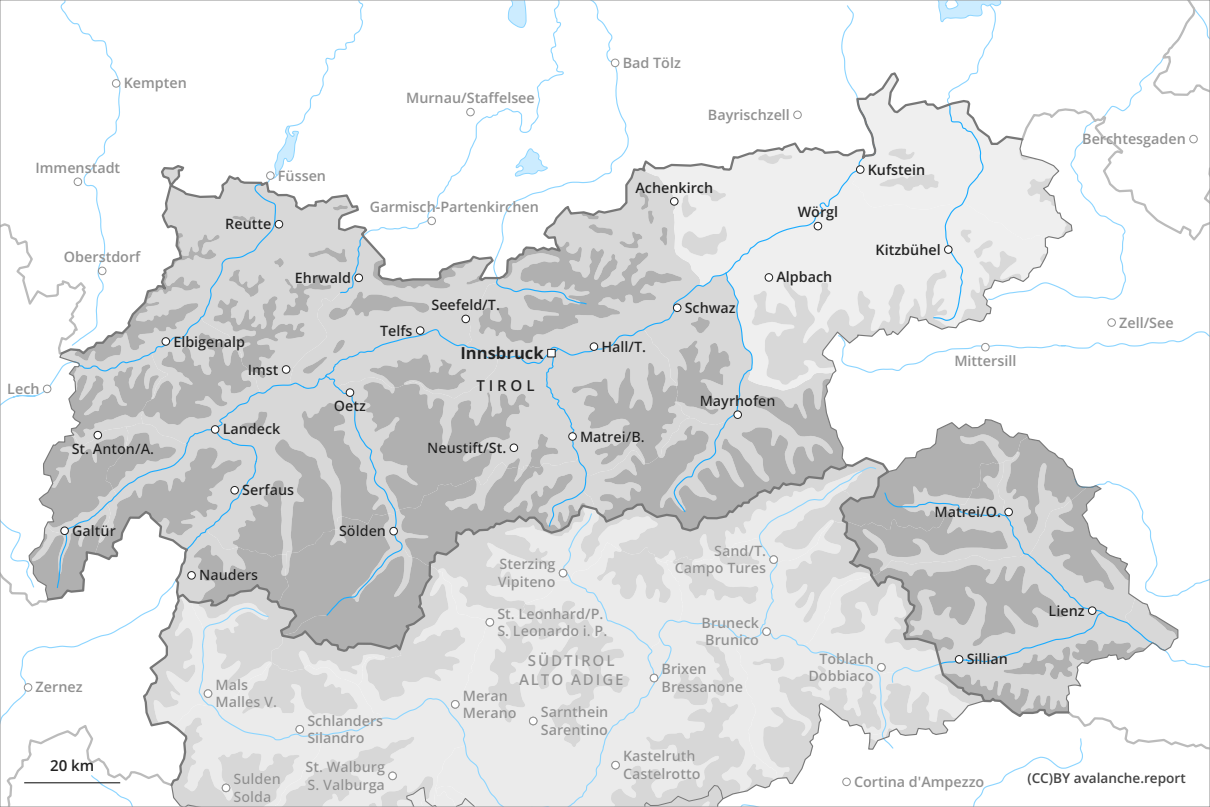 Kempten
Bad Tölz
Murnau/Staffelsee
Bayrischzell
Berchtesgaden
Immenstadt
Füssen
Kufstein
Achenkirch
Garmisch-Partenkirchen
Wörgl
Reutte
Kitzbühel
Oberstdorf
Ehrwald
Alpbach
Seefeld/T.
Schwaz
Telfs
Zell/See
Elbigenalp
Innsbruck
Hall/T.
Mittersill
Imst
TIROL
Lech
Oetz
Mayrhofen
Landeck
Matrei/B.
St. Anton/A.
Neustift/St.
Serfaus
Matrei/O.
Galtür
Sölden
Sand/T.
Campo Tures
Sterzing
Vipiteno
Nauders
Lienz
St. Leonhard/P.
S. Leonardo i. P.
Bruneck
Brunico
Sillian
SÜDTIROL
ALTO ADIGE
Toblach
Dobbiaco
Brixen
Bressanone
Zernez
Mals
Malles V.
Meran
Merano
Sarnthein
Sarentino
Schlanders
Silandro
Kastelruth
Castelrotto
St. Walburg
S. Valburga
20 km
Sulden
Solda
Cortina d'Ampezzo
(CC)BY avalanche.report